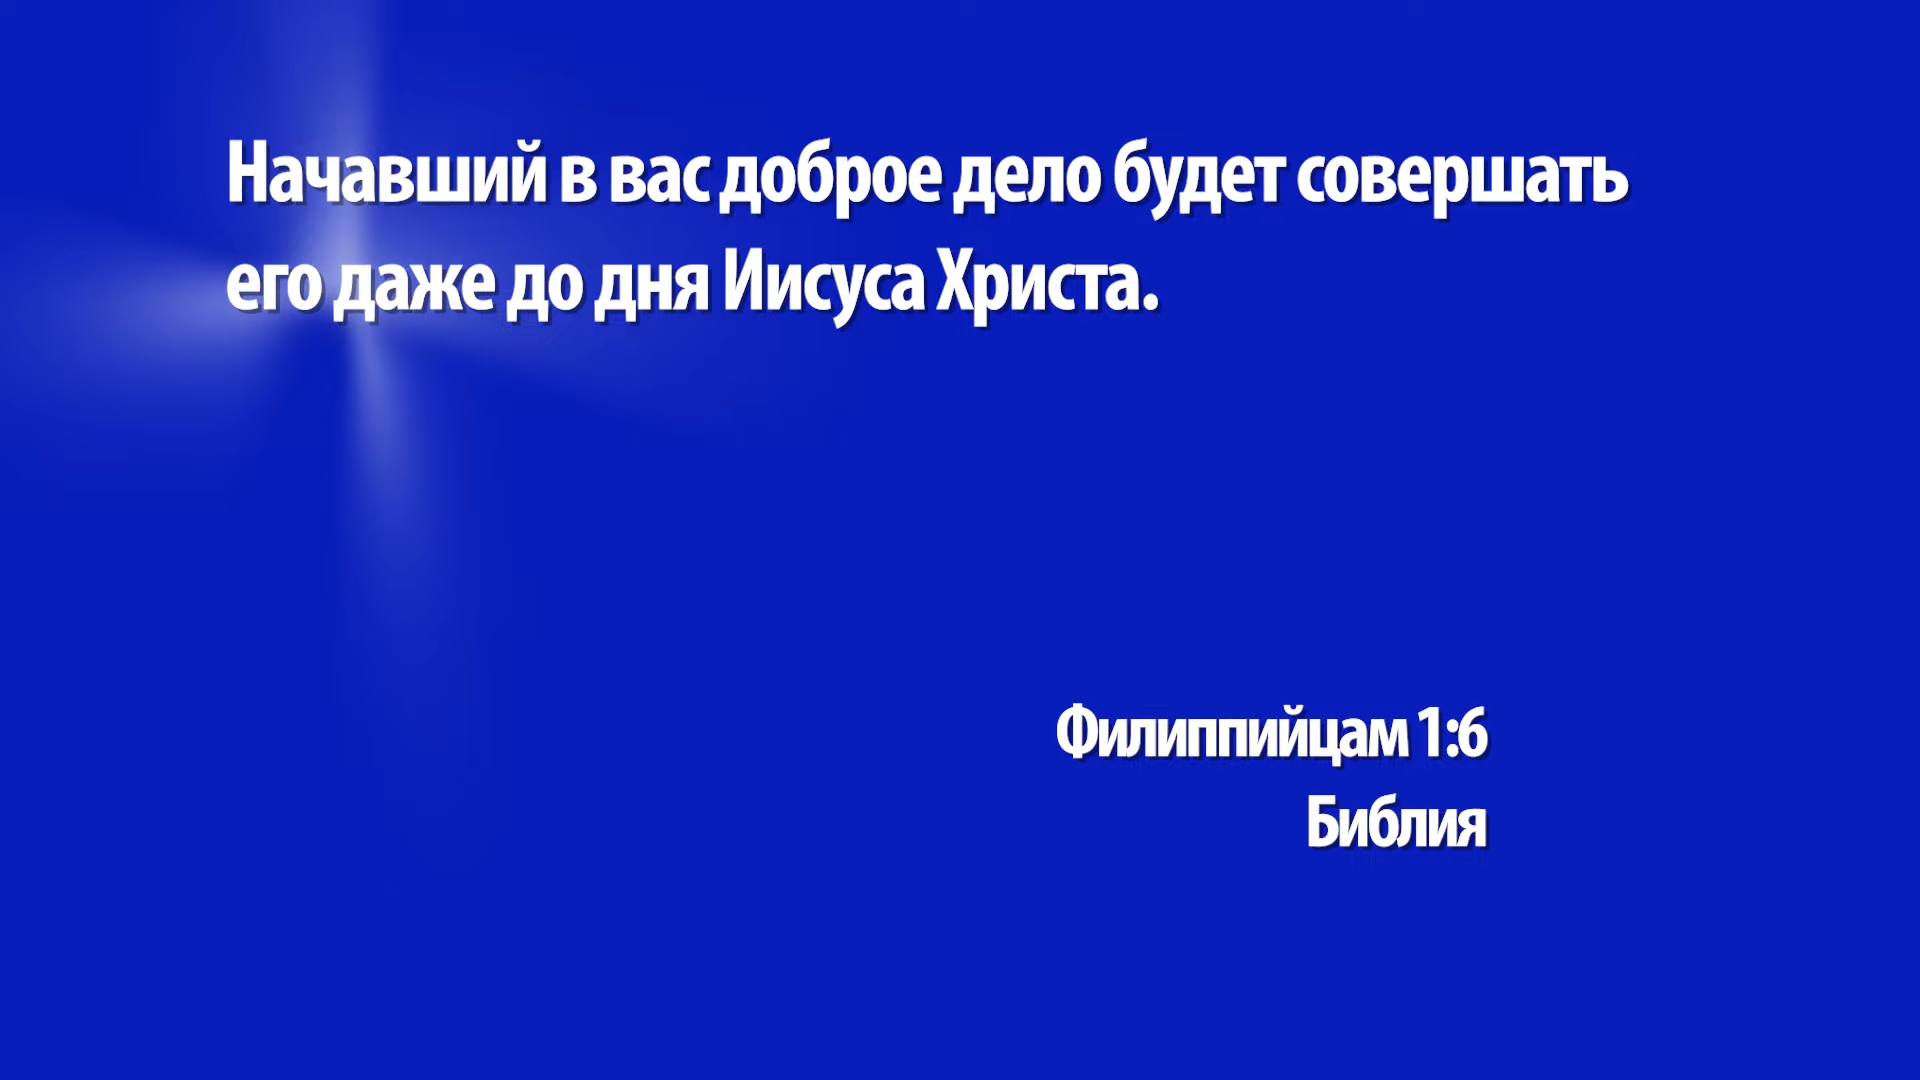 Начавший в вас доброе дело будет совершать
его даже до дня Иисуса Христа.
Филиппийцам 1:6
Библия